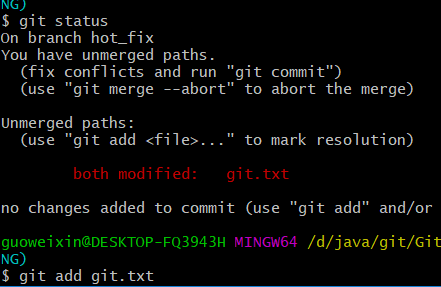 NG)
$ git status
On branch hot_fix
You have unmerged paths.
  (fix conflicts and run "git commit")
  (use "git merge --abort" to abort the merge)
Unmerged paths:
  (use "git add <file>..." to mark resolution)
        both modified:   git.txt
no changes added to commit (use "git add" and/or
guoweixin@DESKTOP-FQ3943H MINGW64 /d/java/git/Git
NG)
$ git add git.txt